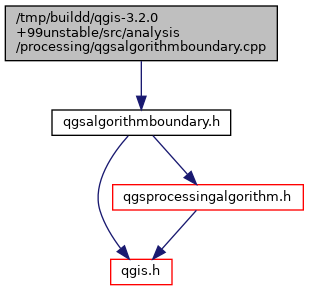 /tmp/buildd/qgis-3.2.0
+99unstable/src/analysis
/processing/qgsalgorithmboundary.cpp
qgsalgorithmboundary.h
qgsprocessingalgorithm.h
qgis.h